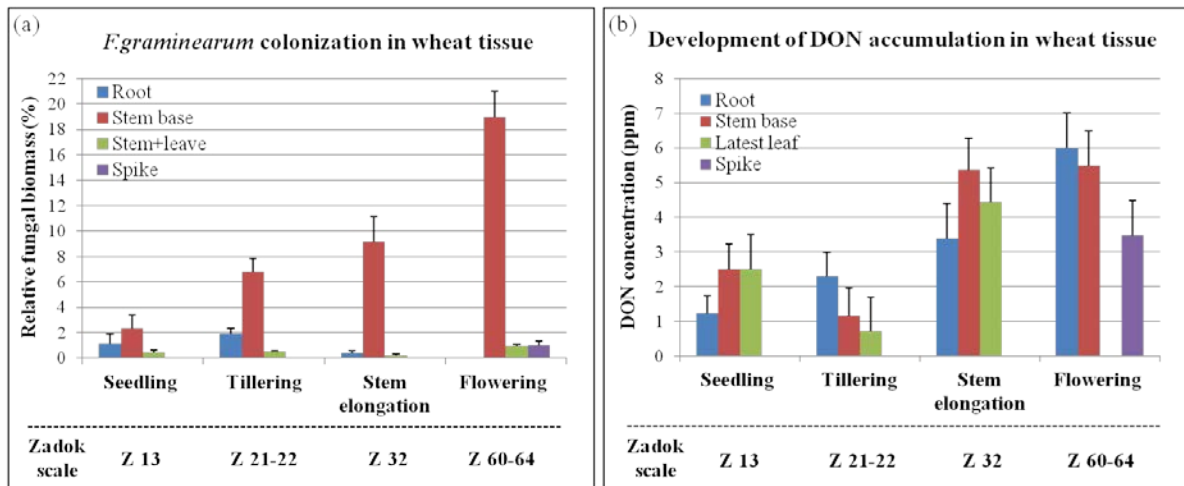 (a)
F.graminearum colonization in wheat tissue
Relative fungal biomass (%)
22
20
18
16
14
12
10
8
6
4
2
0
Root
Stem base
Stem+leave
Spike
Seedling Tillering Stem elongation Flowering
Zadok scale Z 13 Z 21-22 Z 32 Z 60-64
(b)
Development of DON accumulation in wheat tissue
DON concentration (ppm)
8
7
6
5
4
3
2
1
0
Root
Stem base
Latest leaf
Spike
Seedling Tillering Stem elongation Flowering
Zadok scale Z 13 Z 21-22 Z 32 Z 60-64